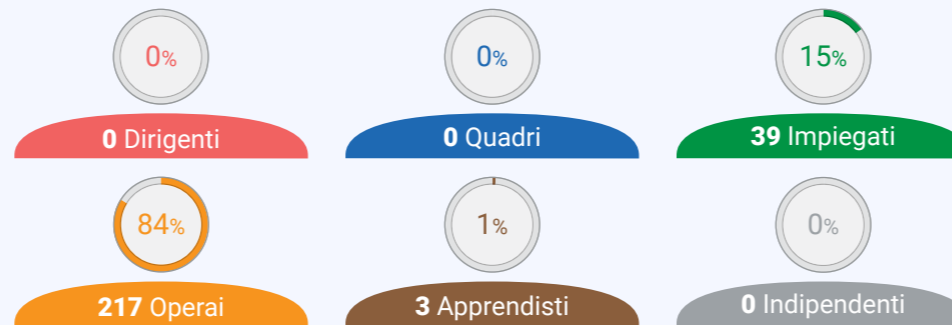 0% 0% 15%
0 Dirigenti 0 Quadri 39 Impiegati
84% 1% 0%
217 Operai 3 Apprendisti 0 Indipendenti